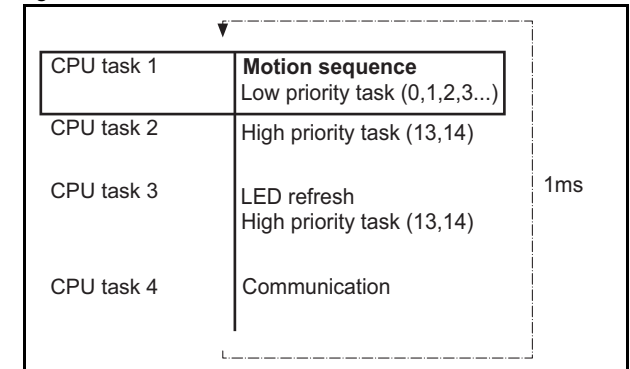 CPU task 1
Motion sequence
Low priority task (0,1,2,3...)
CPU task 2
High priority task (13,14)
CPU task 3
LED refresh
High priority task (13,14)
1ms
CPU task 4
Communication